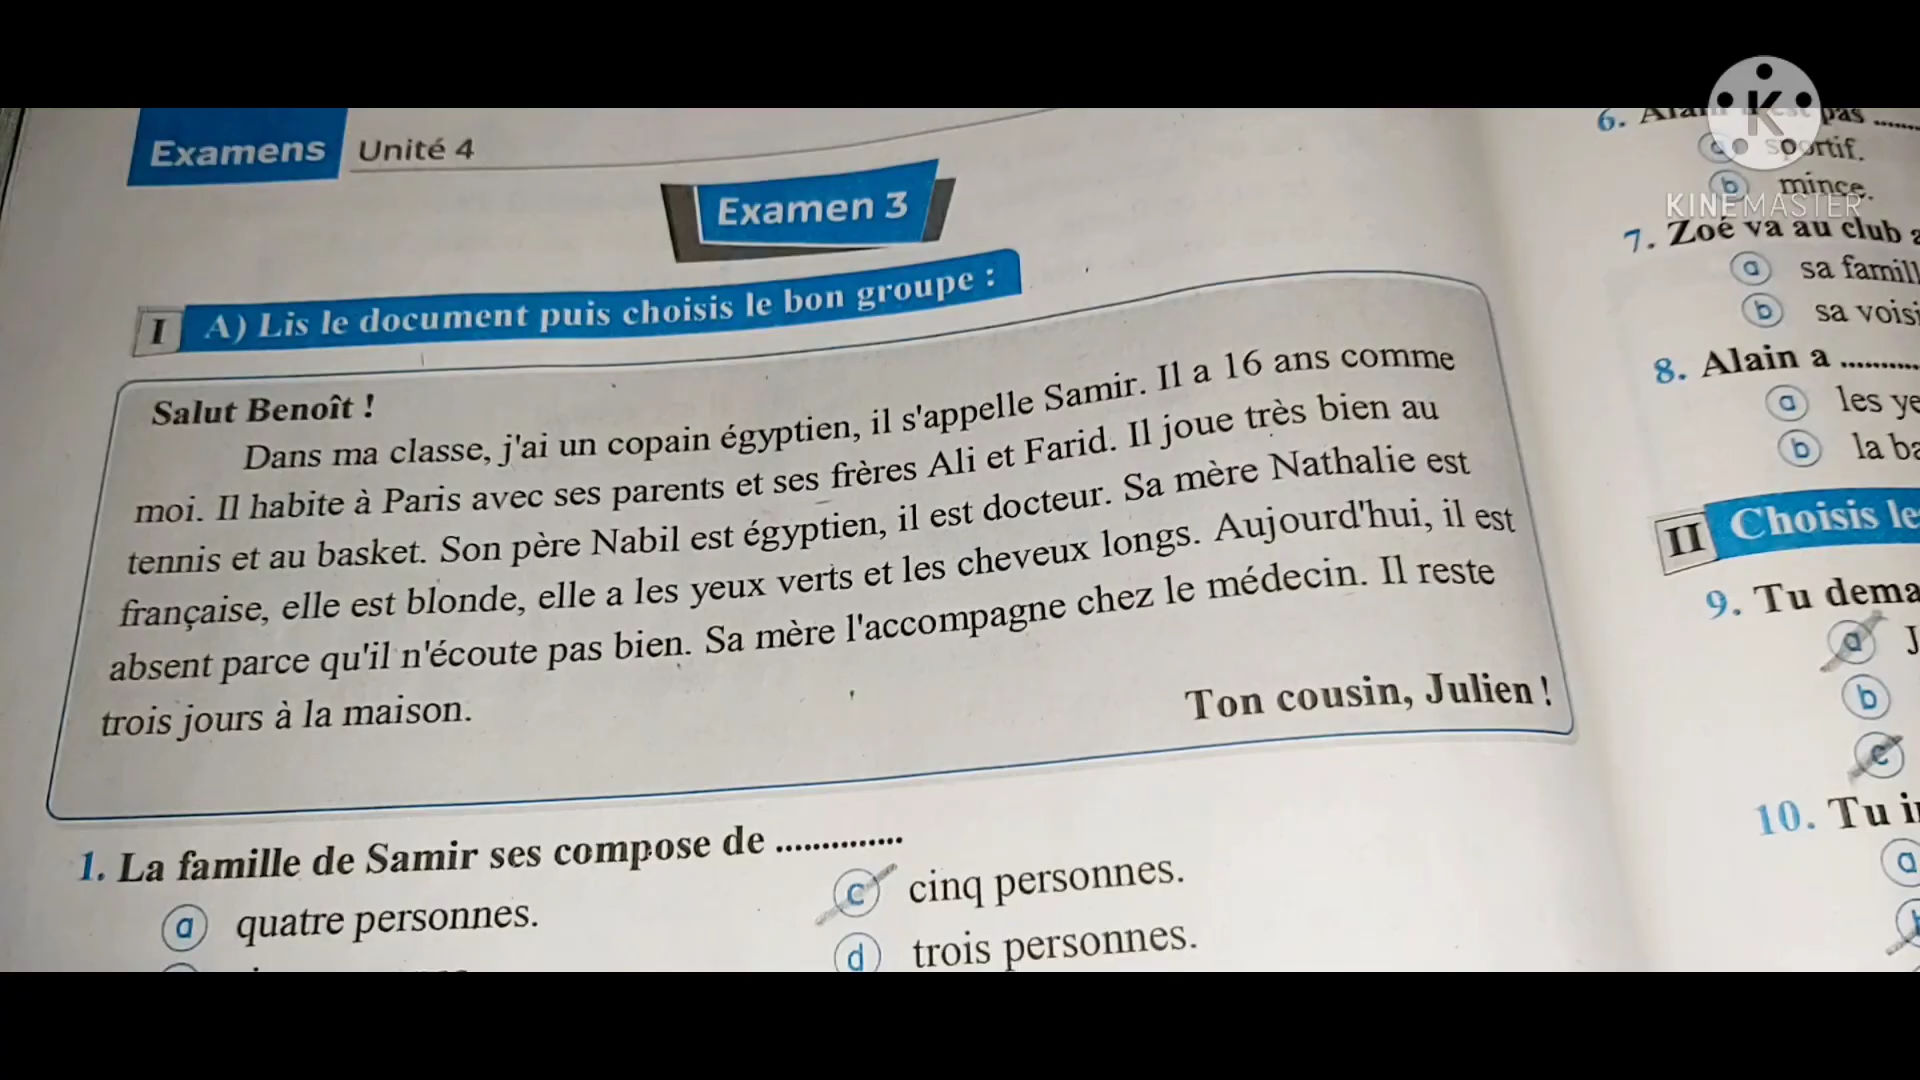 Examens Unité 4
Examen 3
I A) Lis le document puis choisis le bon groupe :
Salut Benoît !
Dans ma classe, j'ai un copain égyptien, il s'appelle Samir. Il a 16 ans comme
moi. Il habite à Paris avec ses parents et ses frères Ali et Farid. Il joue très bien au
tennis et au basket. Son père Nabil est égyptien, il est docteur. Sa mère Nathalie est
française, elle est blonde, elle a les yeux verts et les cheveux longs. Aujourd'hui, il est
absent parce qu'il n'écoute pas bien. Sa mère l'accompagne chez le médecin. Il reste
trois jours à la maison.
Ton cousin, Julien !
1. La famille de Samir ses compose de ..............
a quatre personnes.
c cinq personnes.
d trois personnes.
6. pas .......
sportif.
b mince.
K
KINEMASTER
7. Zoé va au club
a sa famill
b sa voisi
8. Alain a ..........
a les ye
b la ba
II Choisis le
9. Tu dema
a J
b
c
10. Tu i
a